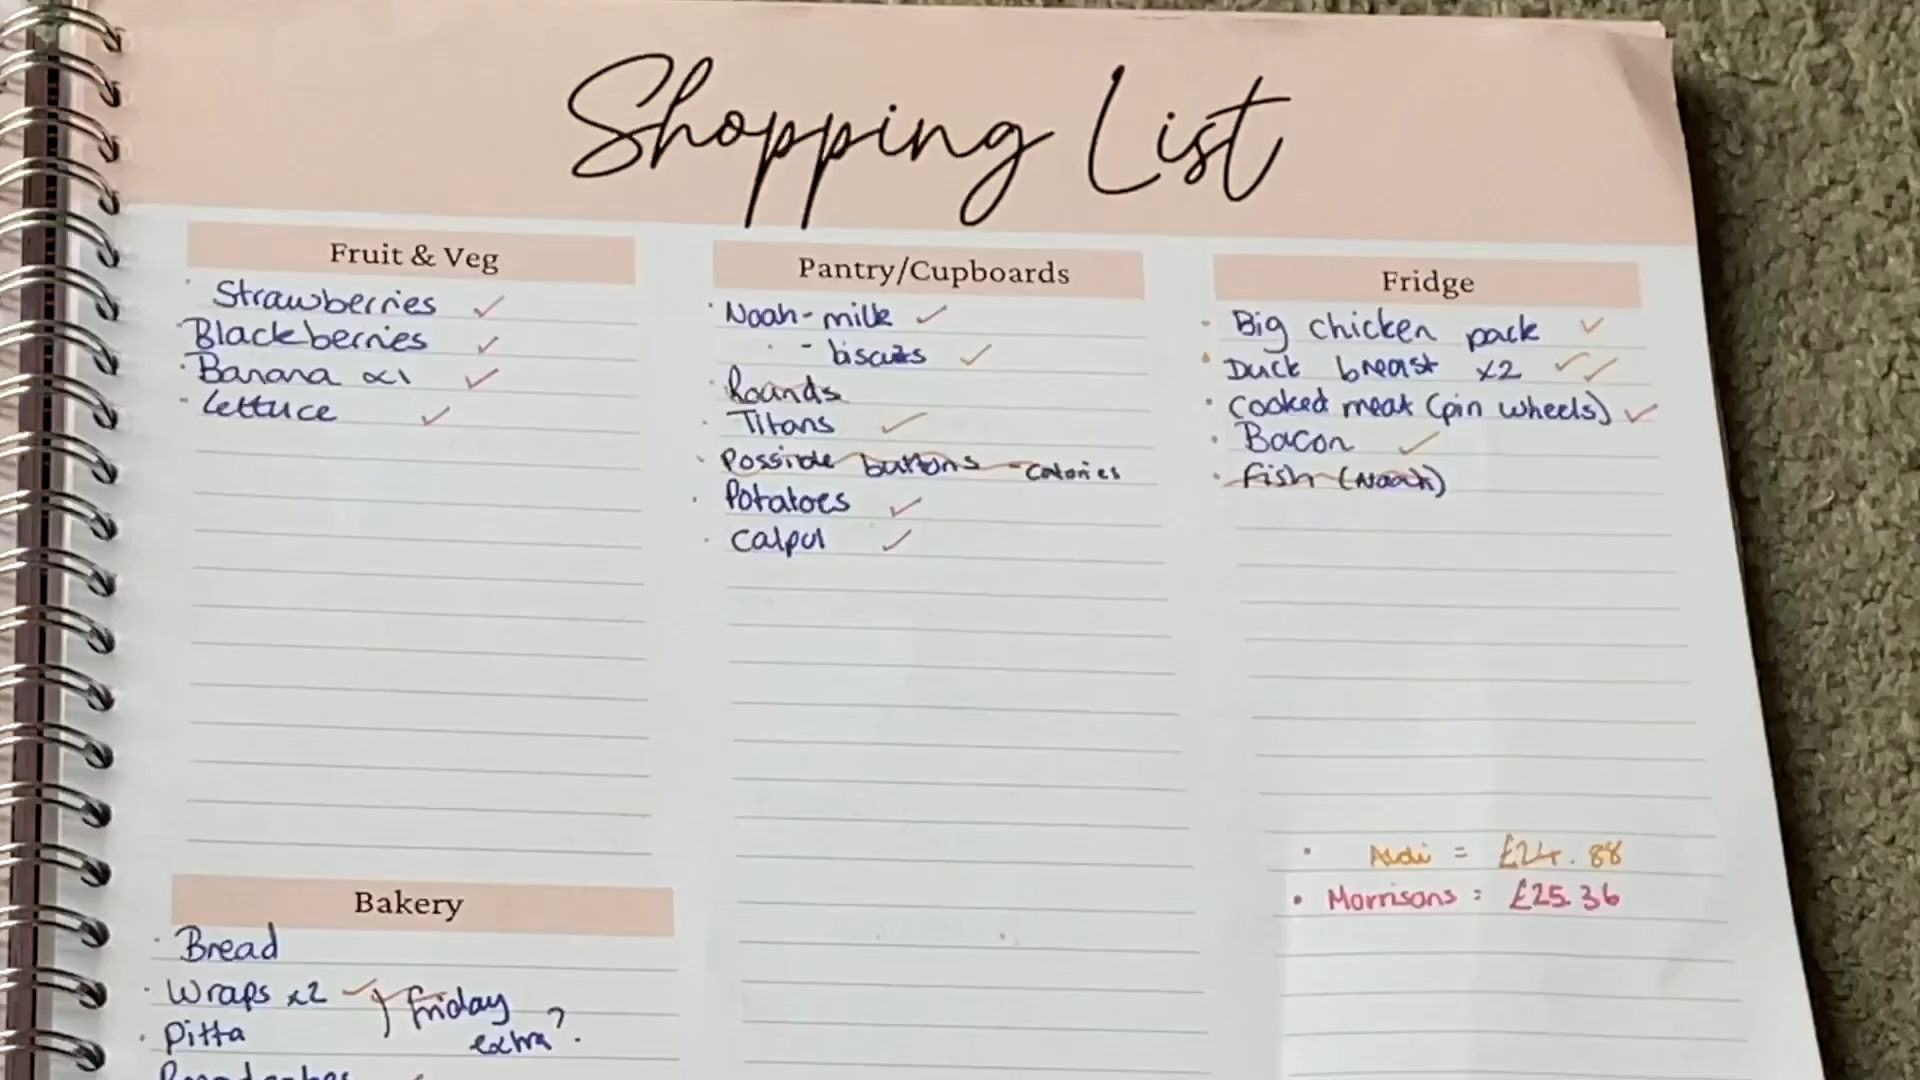 Shopping List
Fruit & Veg
Strawberries ✓
Blackberries ✓
Banana x1 ✓
Lettuce ✓
Pantry/Cupboards
Noah - milk ✓
- biscuits ✓
Rounds
Titans ✓
Possible buttons - calories
Potatoes ✓
Calpol ✓
Fridge
Big chicken pack ✓
Duck breast x2 ✓✓
Cooked meat (pin wheels) ✓
Bacon ✓
Fish (Noah)
Aldi = £24.88
Morrisons = £25.36
Bakery
Bread
Wraps x2 ✓ } Friday
extra?
Pitta